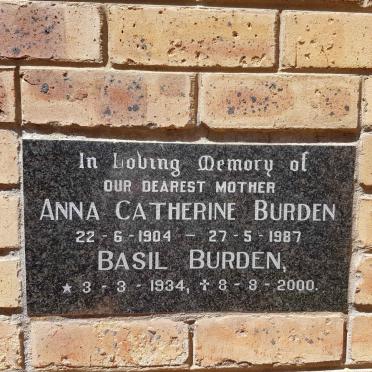 In Loving Memory of
OUR DEAREST MOTHER
ANNA CATHERINE BURDEN
22-6-1904 — 27-5-1987
BASIL BURDEN,
★ 3-3-1934, ✝ 8-8-2000.